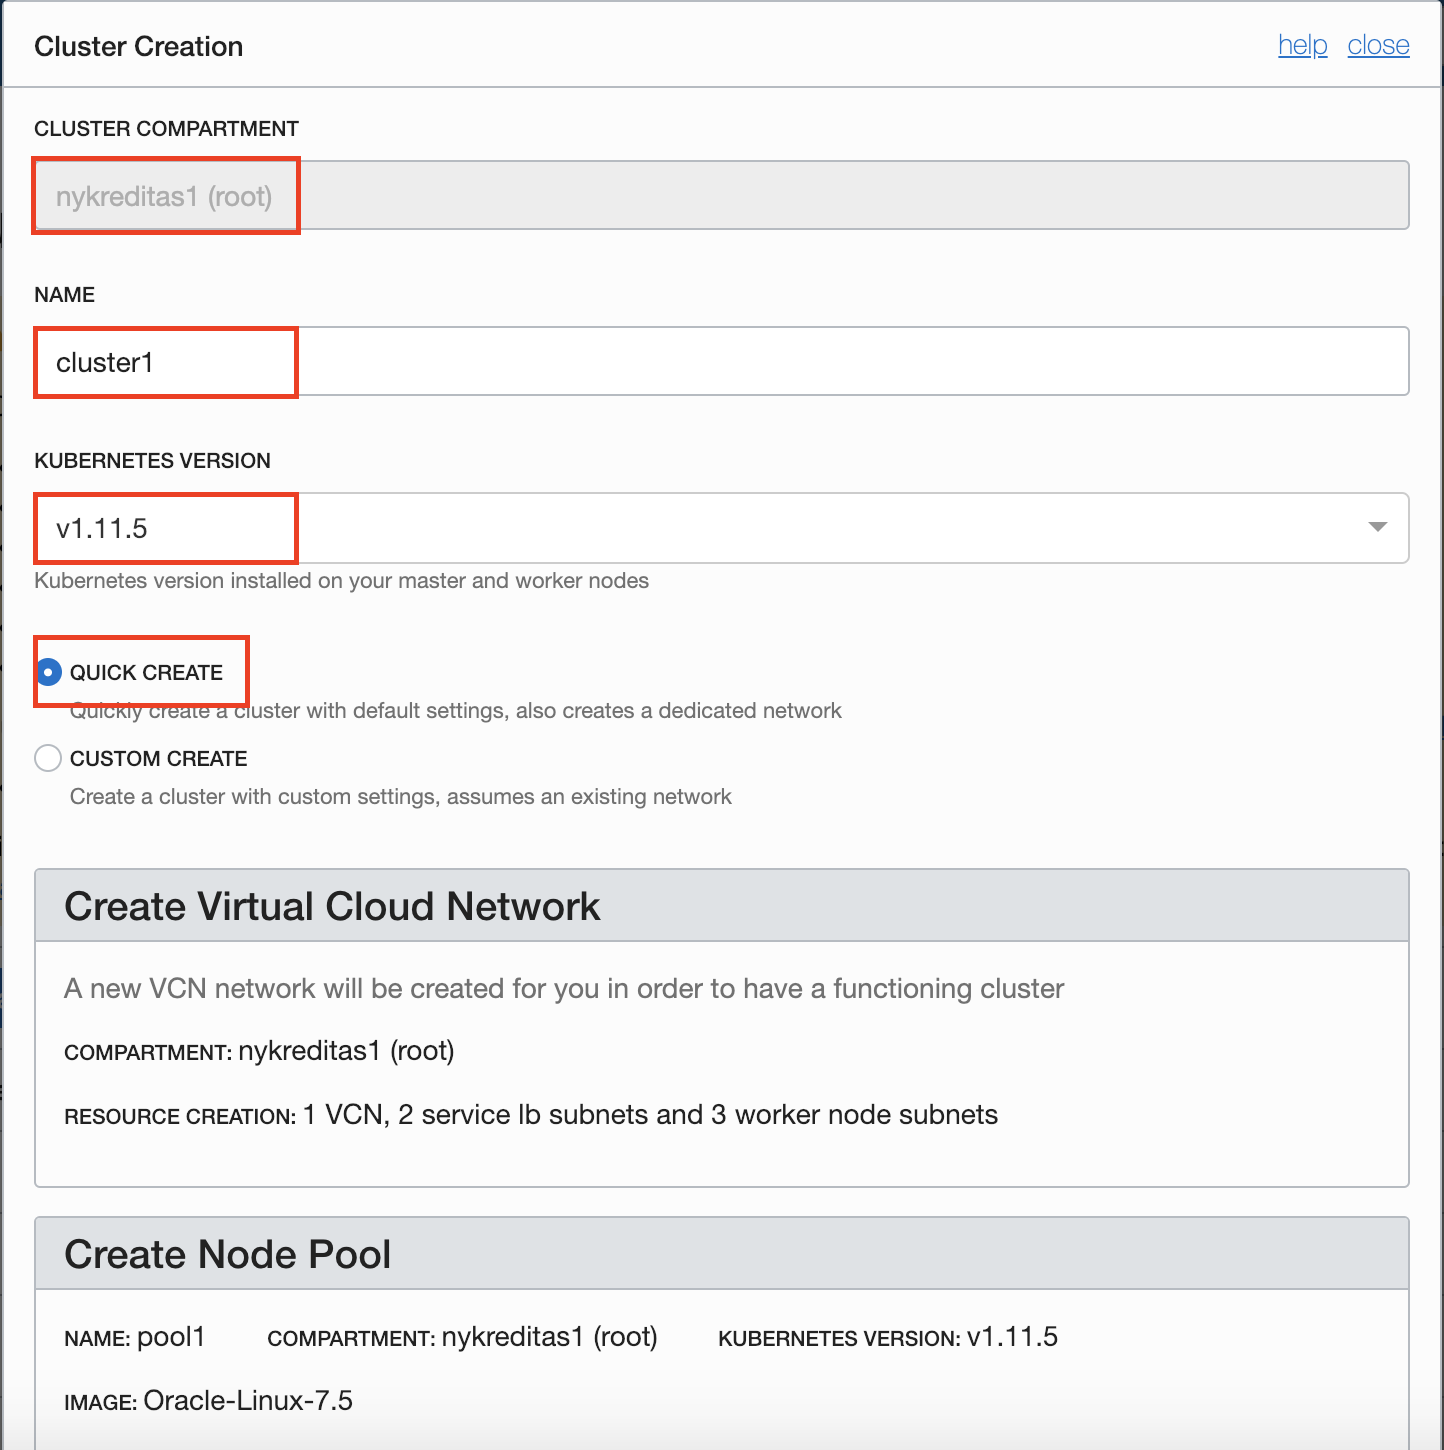 Cluster Creation help close
CLUSTER COMPARTMENT
nykreditas1 (root)
NAME
cluster1
KUBERNETES VERSION
v1.11.5
Kubernetes version installed on your master and worker nodes
QUICK CREATE
Quickly create a cluster with default settings, also creates a dedicated network
CUSTOM CREATE
Create a cluster with custom settings, assumes an existing network
Create Virtual Cloud Network
A new VCN network will be created for you in order to have a functioning cluster
COMPARTMENT: nykreditas1 (root)
RESOURCE CREATION: 1 VCN, 2 service lb subnets and 3 worker node subnets
Create Node Pool
NAME: pool1 COMPARTMENT: nykreditas1 (root) KUBERNETES VERSION: v1.11.5
IMAGE: Oracle-Linux-7.5